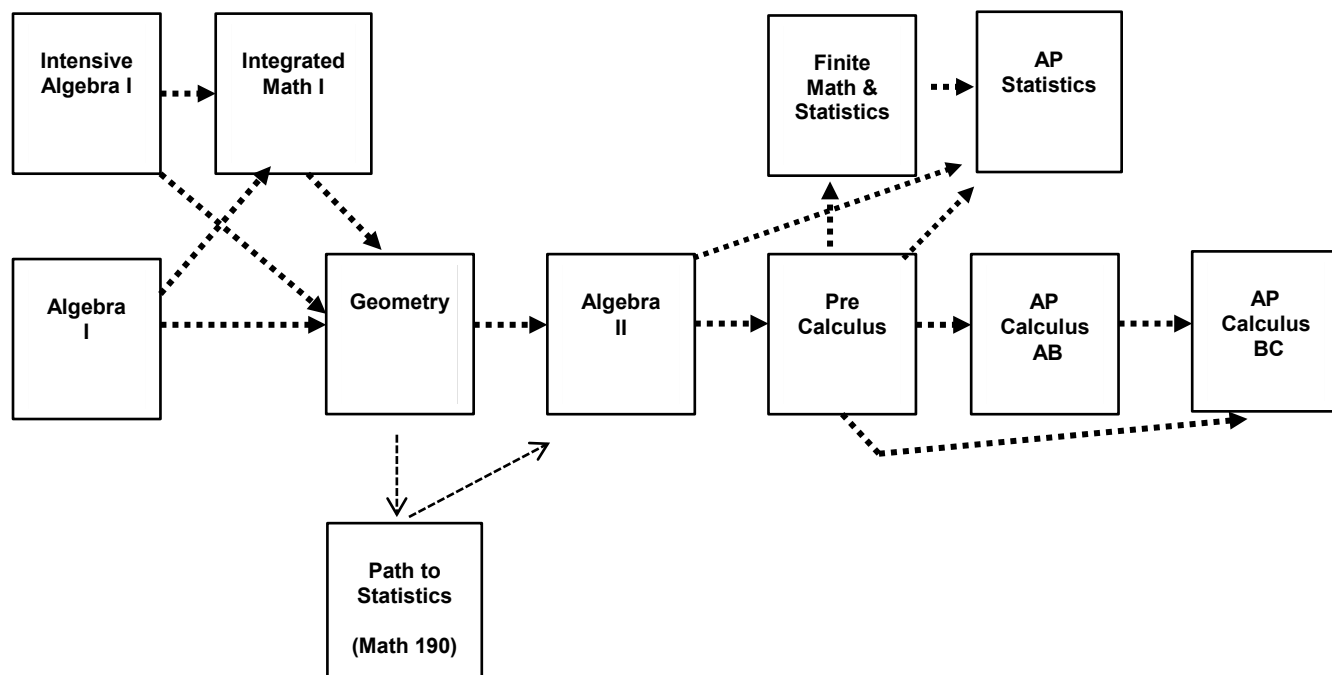 Intensive
Algebra I
Integrated
Math I
Finite
Math &
Statistics
AP
Statistics
Algebra
I
Geometry
Algebra
II
Pre
Calculus
AP
Calculus
AB
AP
Calculus
BC
Path to
Statistics
(Math 190)